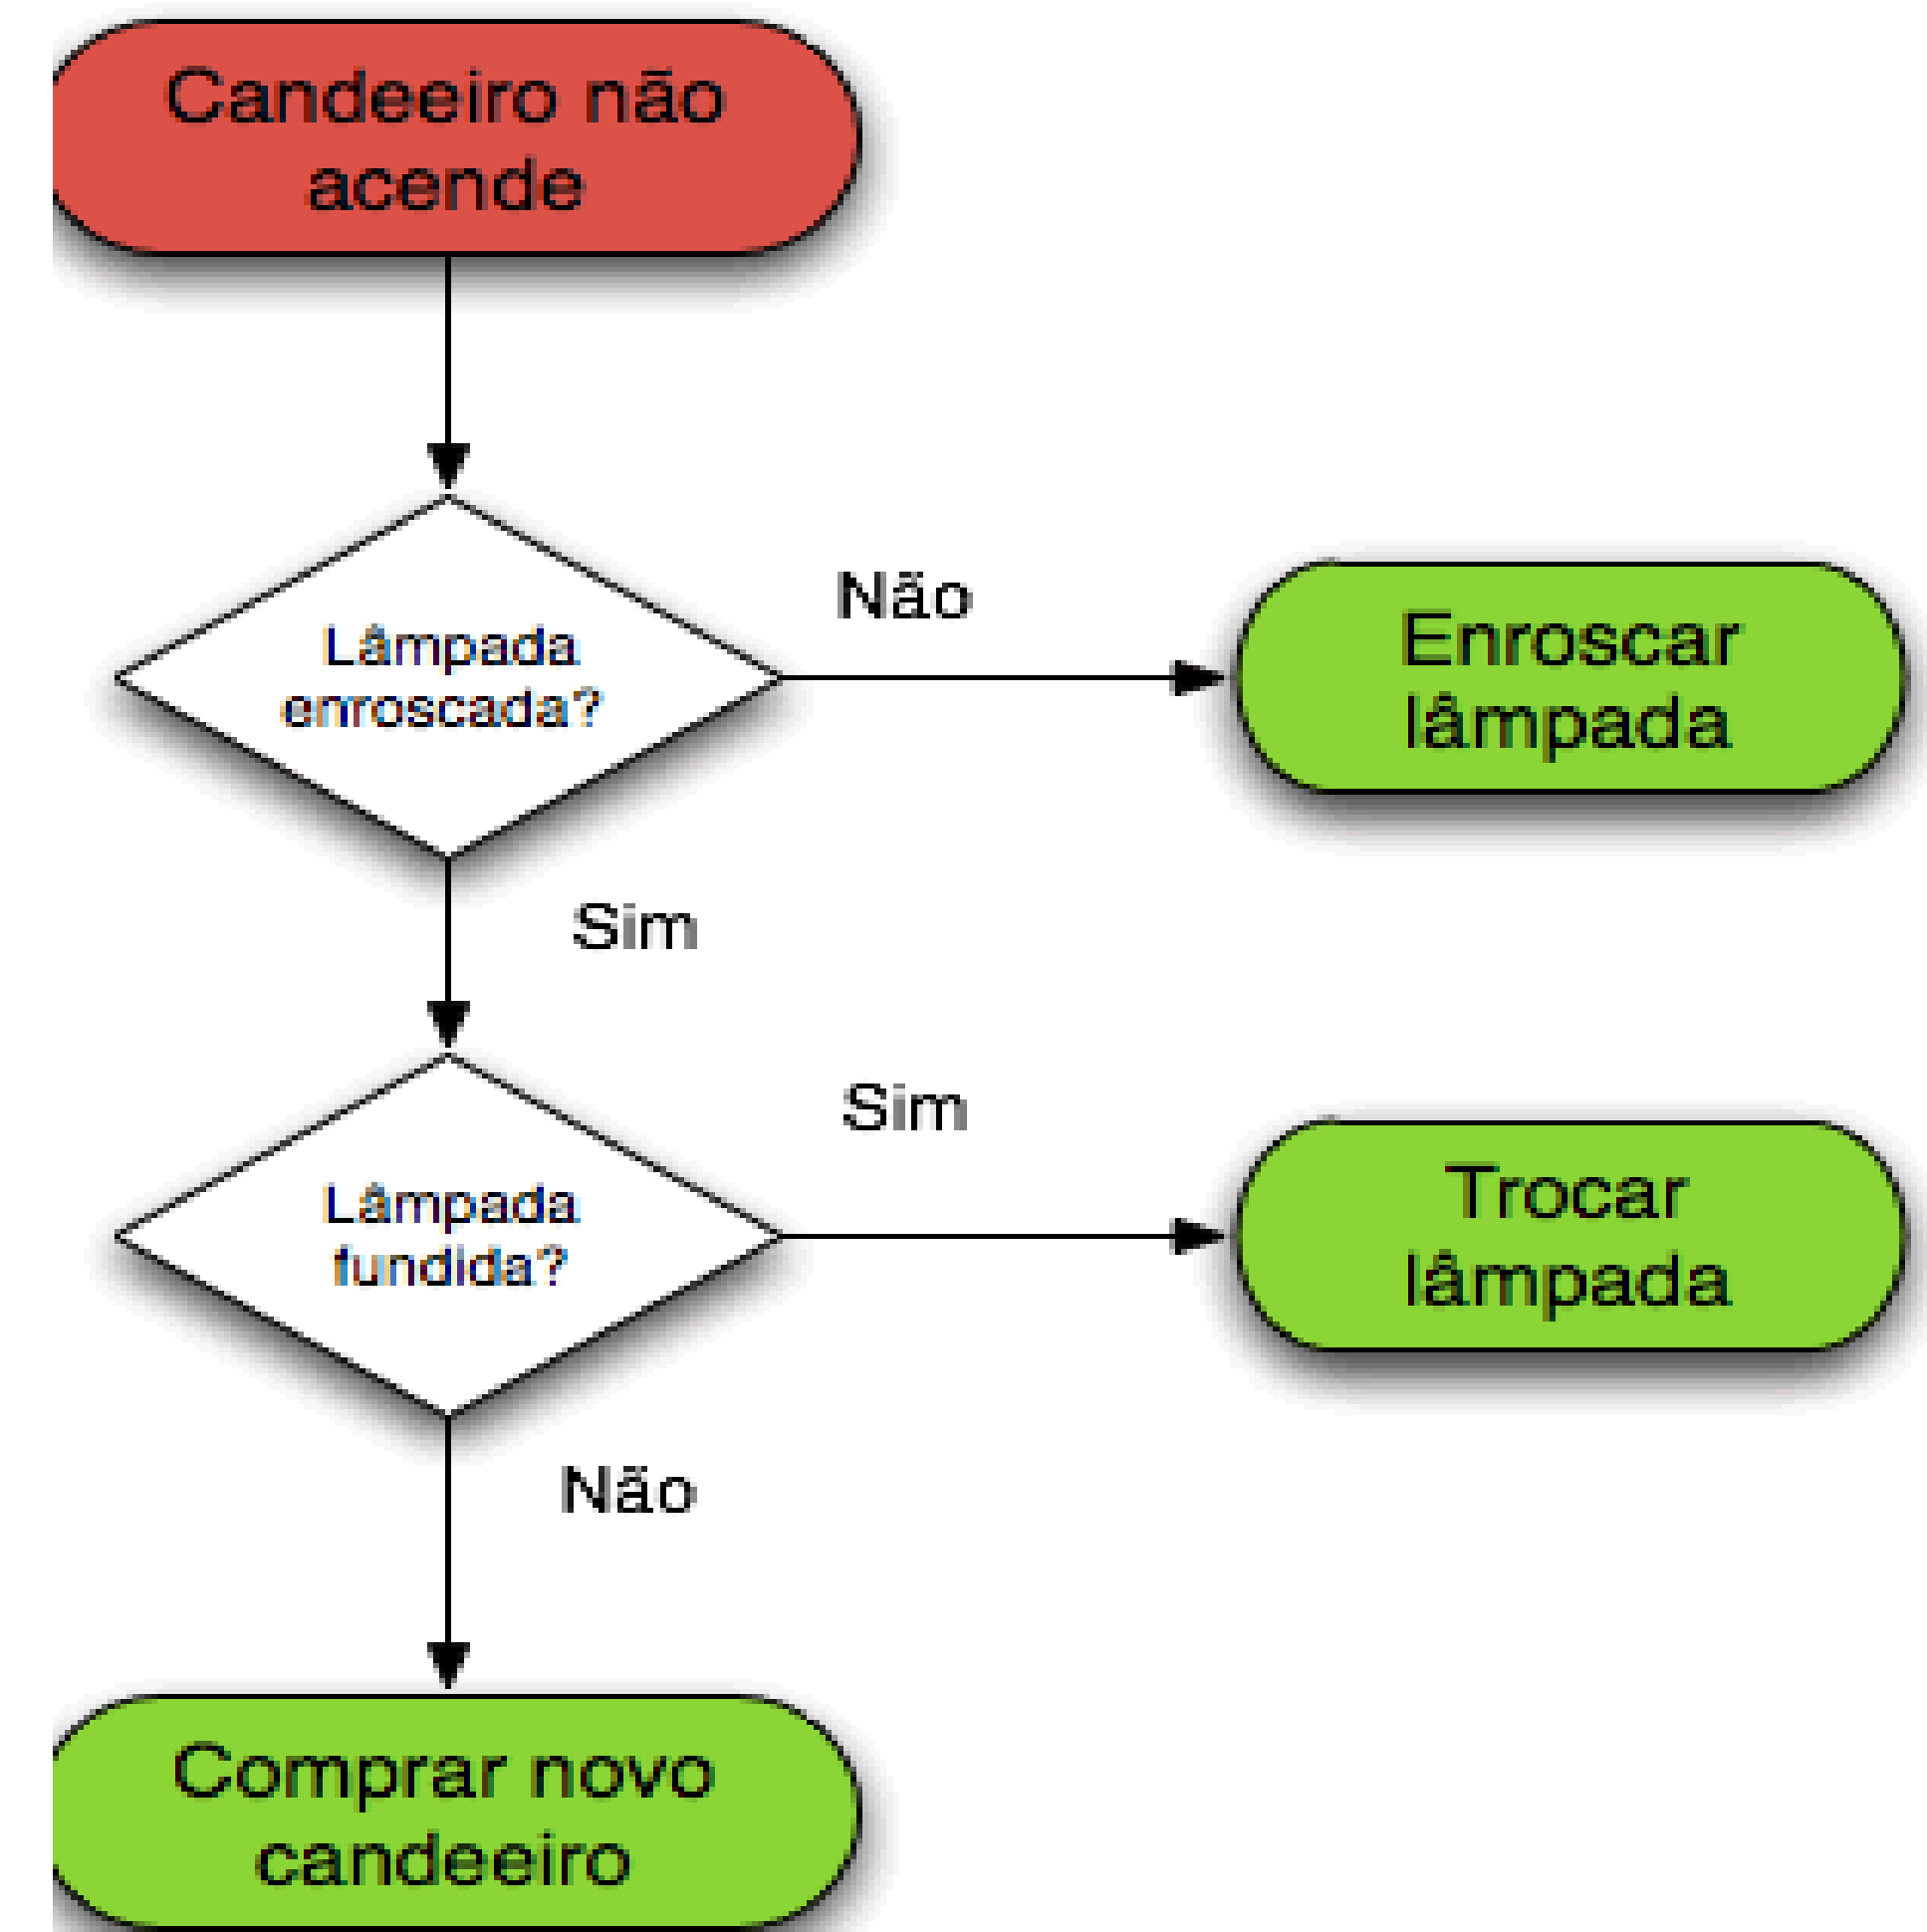 Candeeiro não
acende
Lâmpada
enroscada?
Não
Enroscar
lâmpada
Sim
Lâmpada
fundida?
Sim
Trocar
lâmpada
Não
Comprar novo
candeeiro